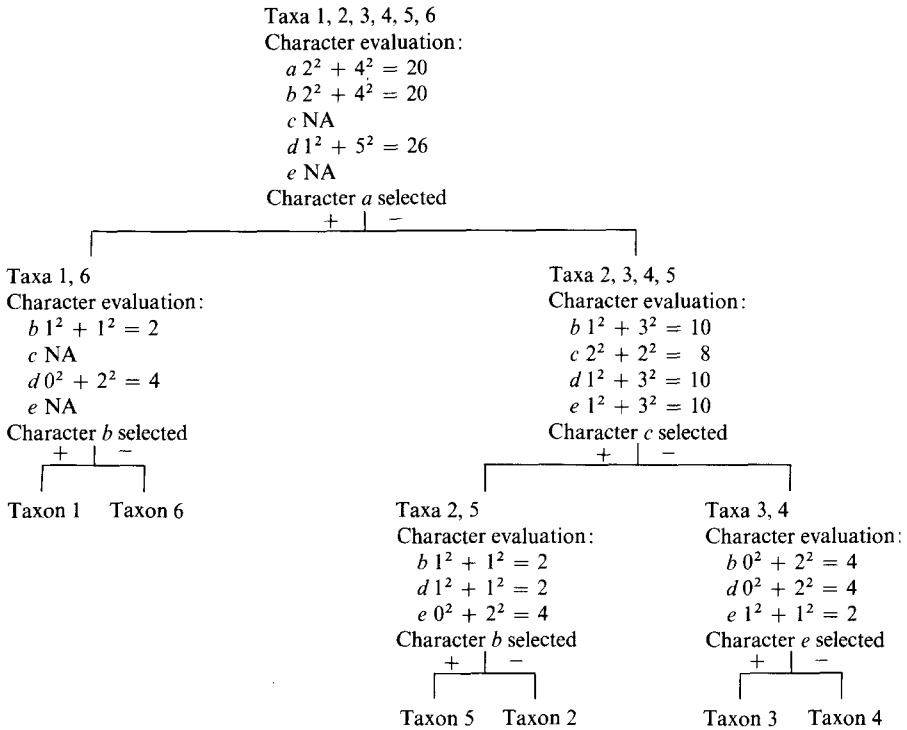 Taxa 1, 2, 3, 4, 5, 6
Character evaluation:
a 2² + 4² = 20
b 2² + 4² = 20
c NA
d 1² + 5² = 26
e NA
Character a selected
+ −
Taxa 1, 6
Character evaluation:
b 1² + 1² = 2
c NA
d 0² + 2² = 4
e NA
Character b selected
+ −
Taxon 1 Taxon 6
Taxa 2, 3, 4, 5
Character evaluation:
b 1² + 3² = 10
c 2² + 2² = 8
d 1² + 3² = 10
e 1² + 3² = 10
Character c selected
+ −
Taxa 2, 5
Character evaluation:
b 1² + 1² = 2
d 1² + 1² = 2
e 0² + 2² = 4
Character b selected
+ −
Taxon 5 Taxon 2
Taxa 3, 4
Character evaluation:
b 0² + 2² = 4
d 0² + 2² = 4
e 1² + 1² = 2
Character e selected
+ −
Taxon 3 Taxon 4